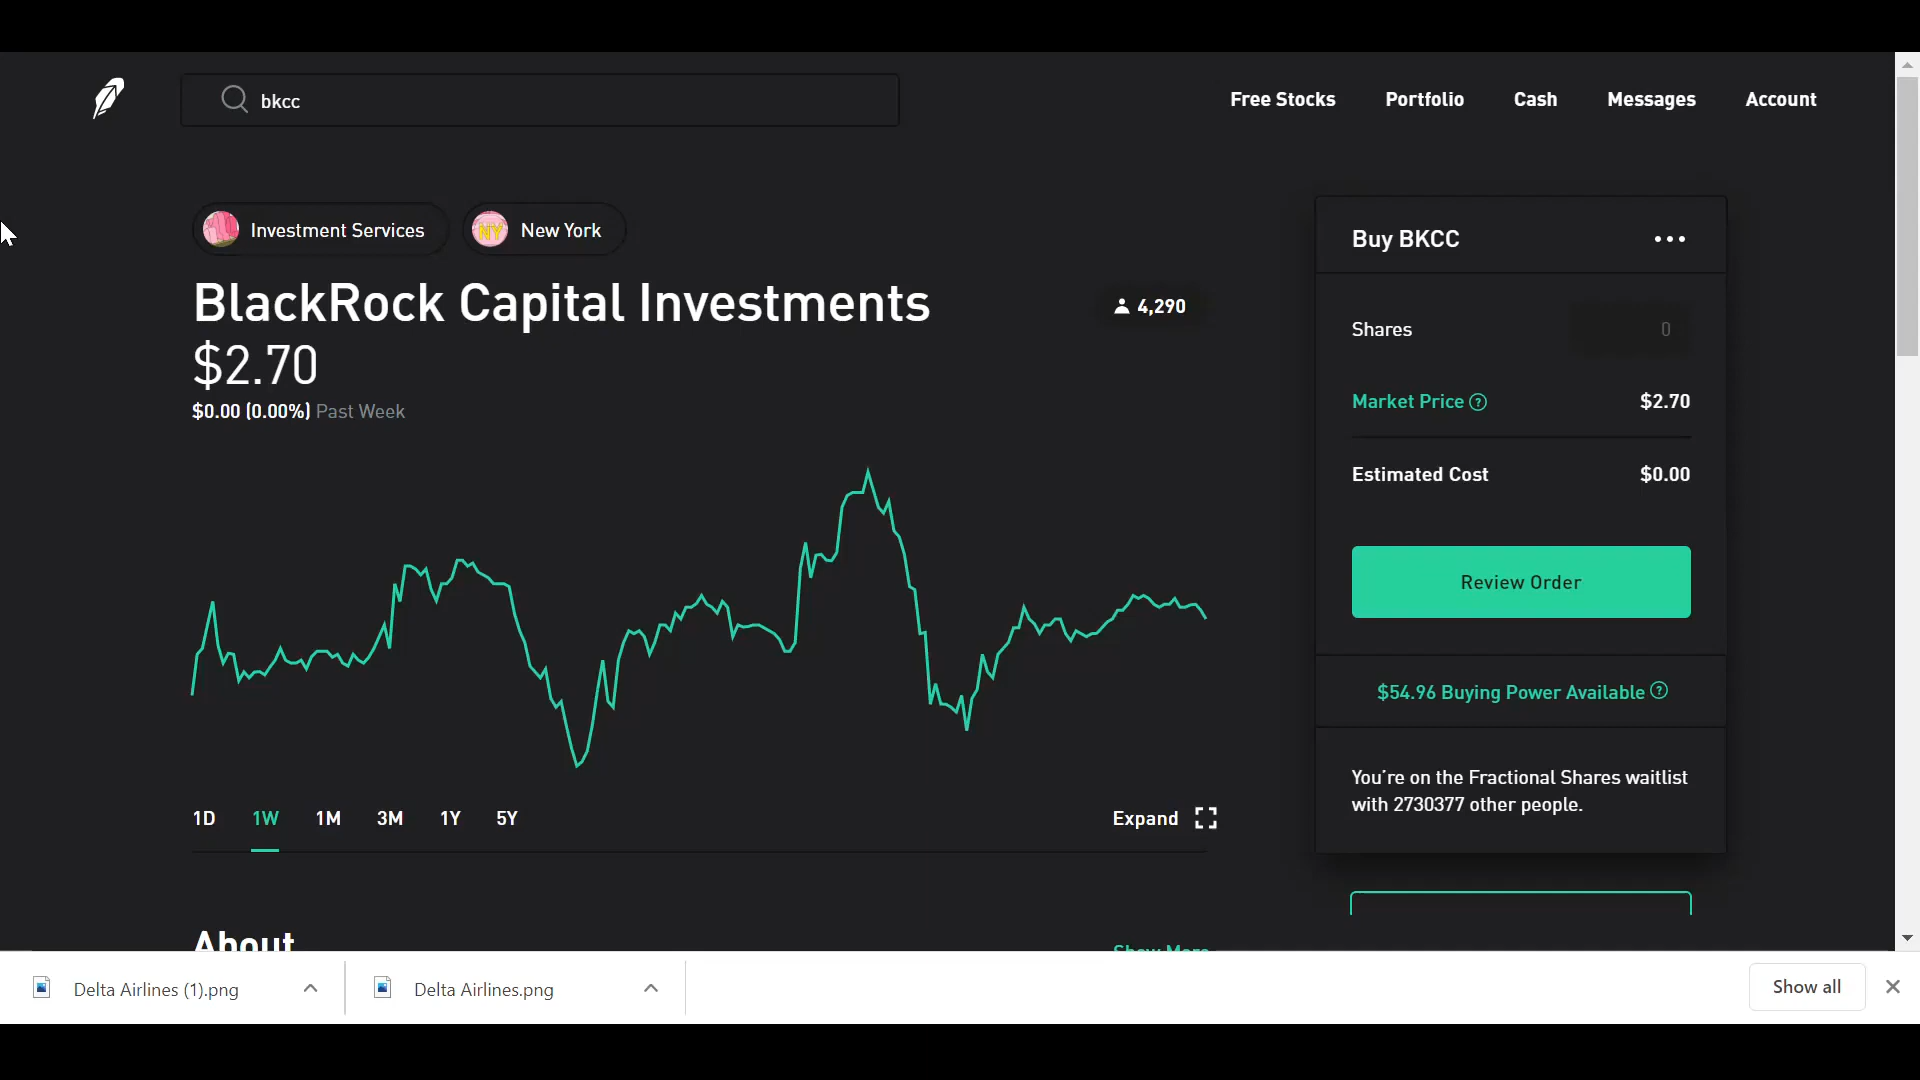 bkcc
Free Stocks
Portfolio
Cash
Messages
Account
Investment Services
NY
New York
BlackRock Capital Investments
4,290
$2.70
$0.00 (0.00%) Past Week
1D
1W
1M
3M
1Y
5Y
Expand
About
Show More
Buy BKCC
Shares
0
Market Price ?
$2.70
Estimated Cost
$0.00
Review Order
$54.96 Buying Power Available ?
You're on the Fractional Shares waitlist
with 2730377 other people.
Delta Airlines (1).png
Delta Airlines.png
Show all